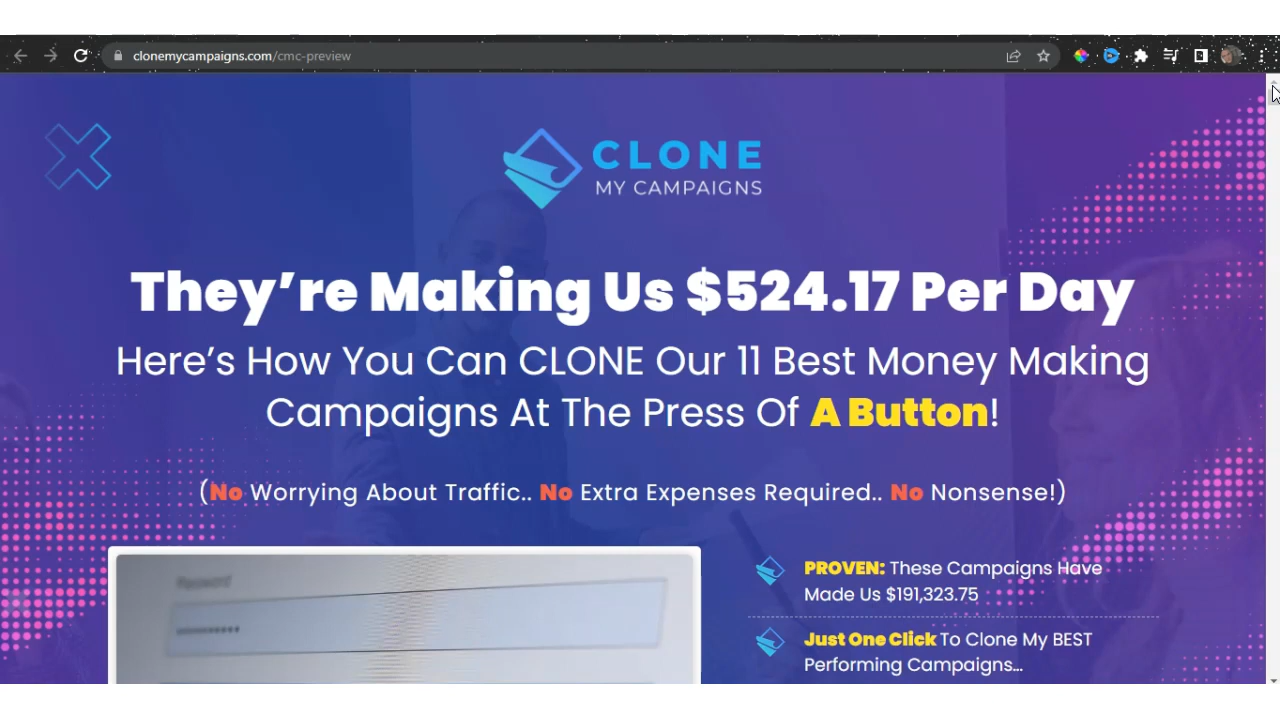 clonemycampaigns.com/cmc-preview
CLONE
MY CAMPAIGNS
They’re Making Us $524.17 Per Day
Here’s How You Can CLONE Our 11 Best Money Making
Campaigns At The Press Of A Button!
(No Worrying About Traffic.. No Extra Expenses Required.. No Nonsense!)
PROVEN: These Campaigns Have
Made Us $191,323.75
Password
Just One Click To Clone My BEST
Performing Campaigns...